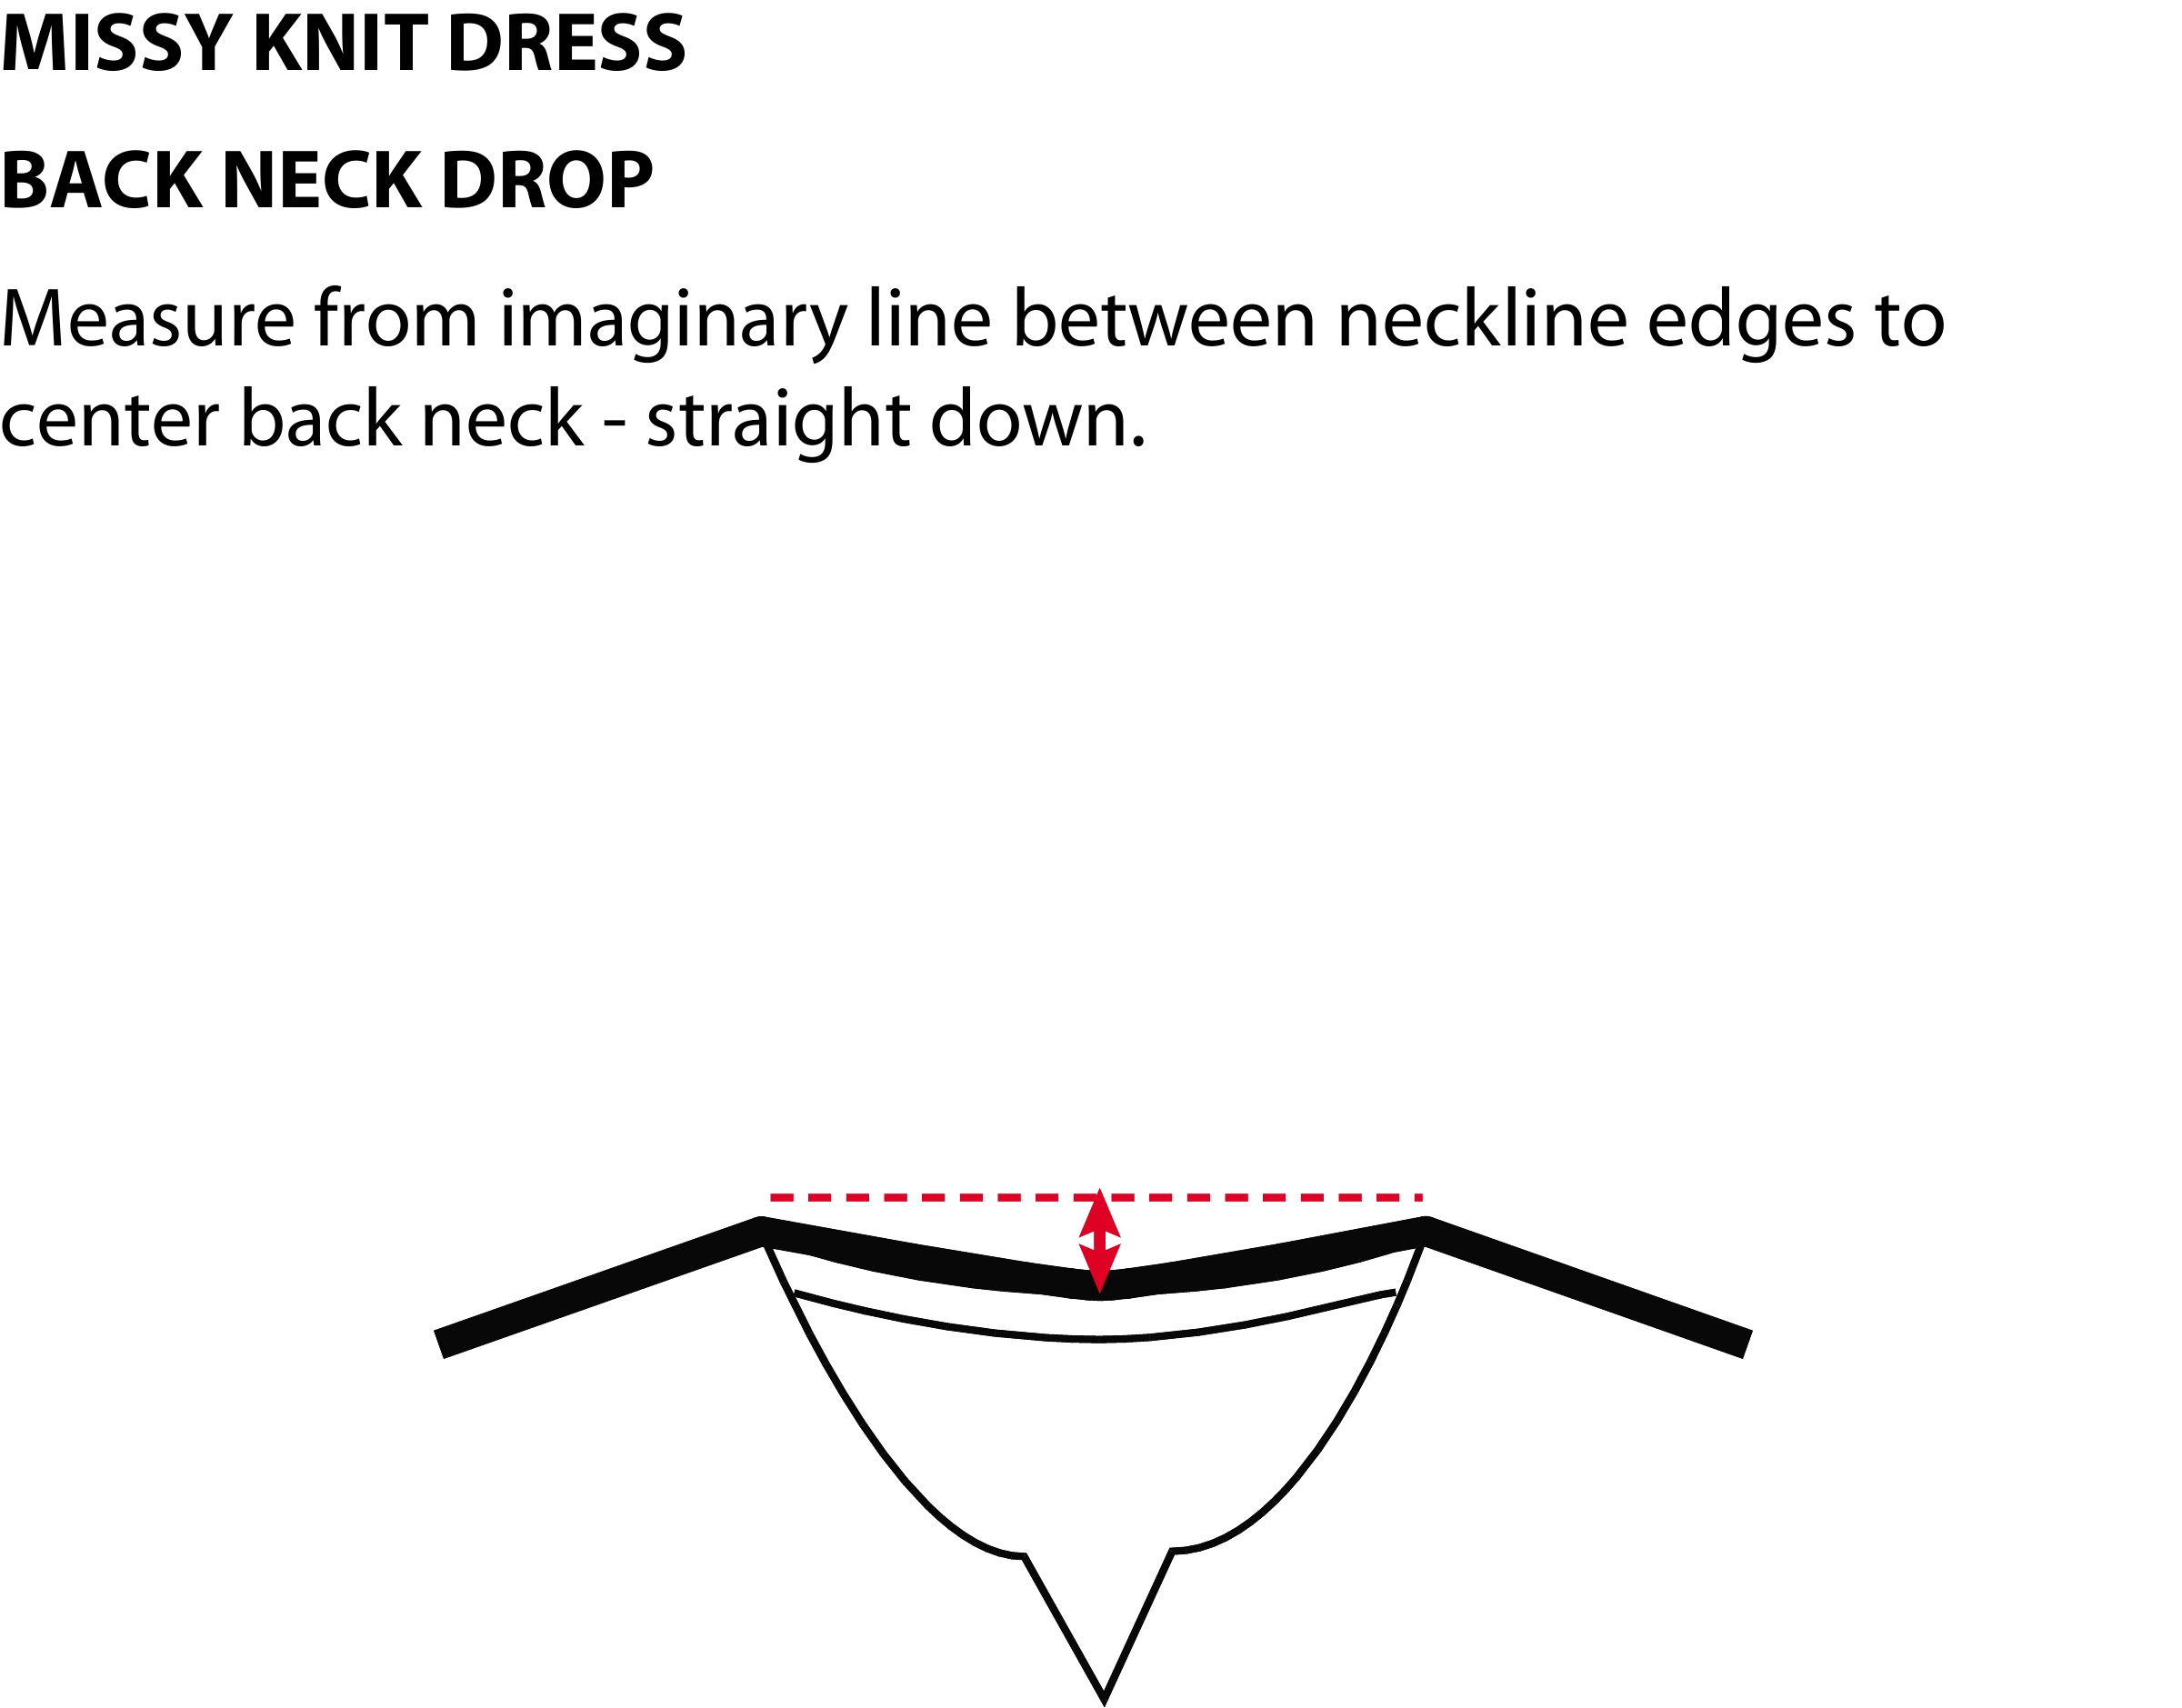 MISSY KNIT DRESS
BACK NECK DROP
Measure from imaginary line between neckline edges to
center back neck - straight down.